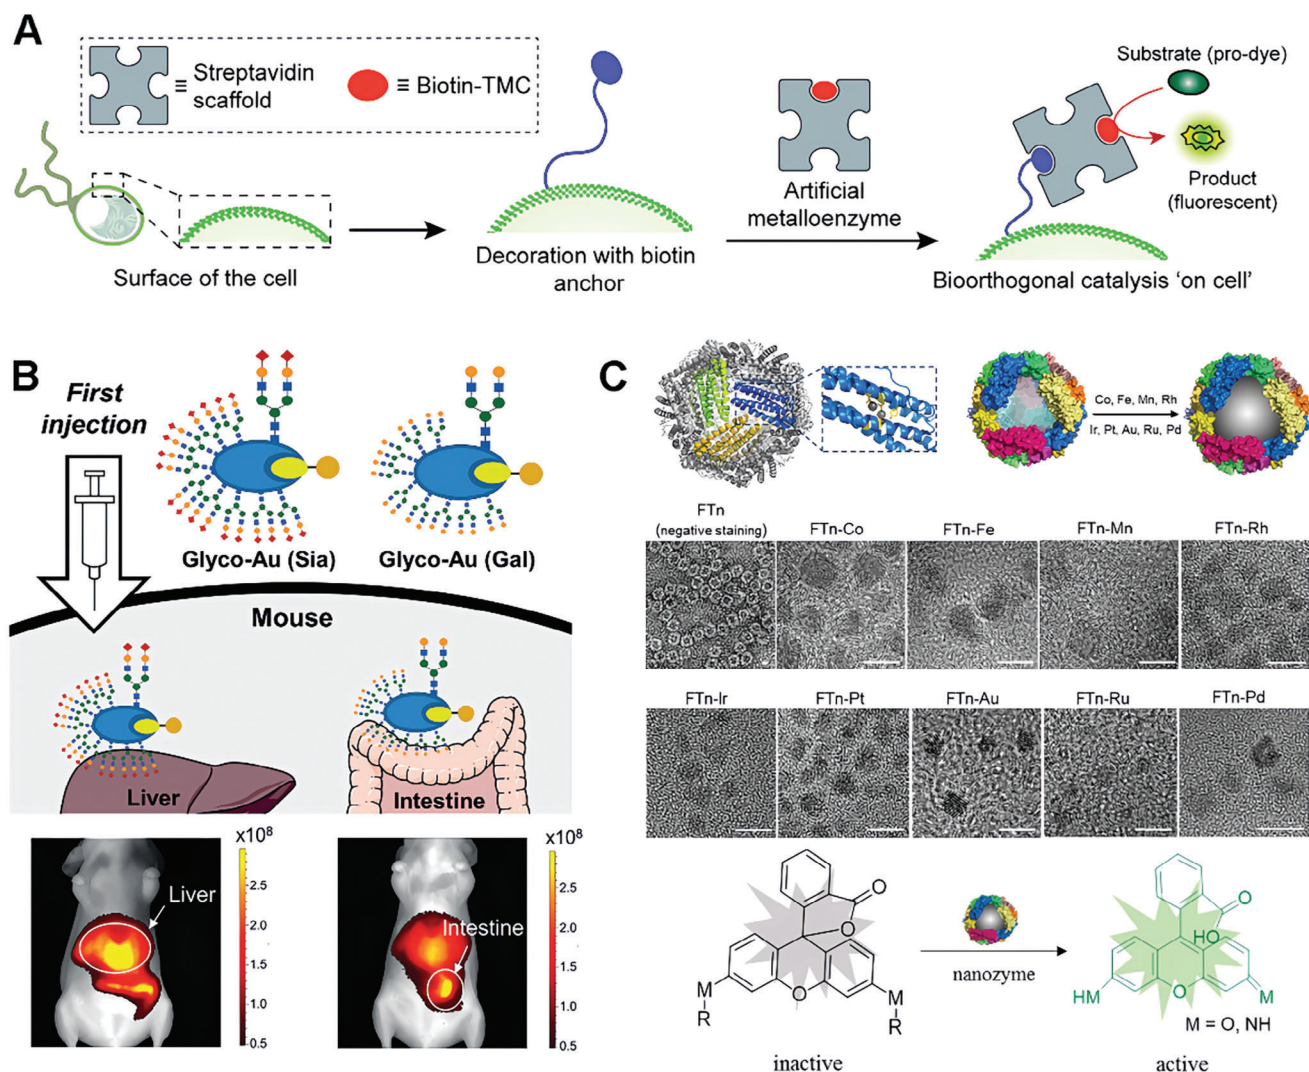 A
≡ Streptavidin
scaffold
≡ Biotin-TMC
Surface of the cell
Decoration with biotin
anchor
Artificial
metalloenzyme
Substrate (pro-dye)
Product
(fluorescent)
Bioorthogonal catalysis ‘on cell’
B
First
injection
Glyco-Au (Sia)
Glyco-Au (Gal)
Mouse
Liver
Intestine
x10⁸
2.5
2.0
1.5
1.0
0.5
Liver
x10⁸
2.5
2.0
1.5
1.0
0.5
Intestine
C
Co, Fe, Mn, Rh
Ir, Pt, Au, Ru, Pd
FTn
(negative staining)
FTn-Co
FTn-Fe
FTn-Mn
FTn-Rh
FTn-Ir
FTn-Pt
FTn-Au
FTn-Ru
FTn-Pd
O
O
O
M
R
M
R
inactive
nanozyme
O
HO
HM
O
M
M = O, NH
active